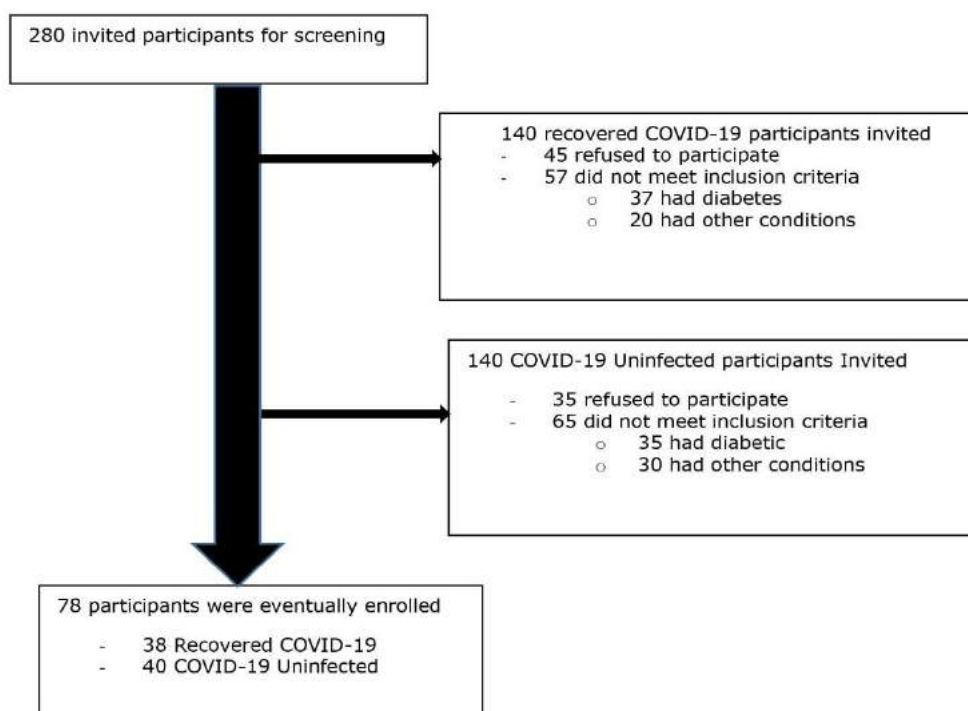 280 invited participants for screening
140 recovered COVID-19 participants invited
- 45 refused to participate
- 57 did not meet inclusion criteria
o 37 had diabetes
o 20 had other conditions
140 COVID-19 Uninfected participants Invited
- 35 refused to participate
- 65 did not meet inclusion criteria
o 35 had diabetic
o 30 had other conditions
78 participants were eventually enrolled
- 38 Recovered COVID-19
- 40 COVID-19 Uninfected